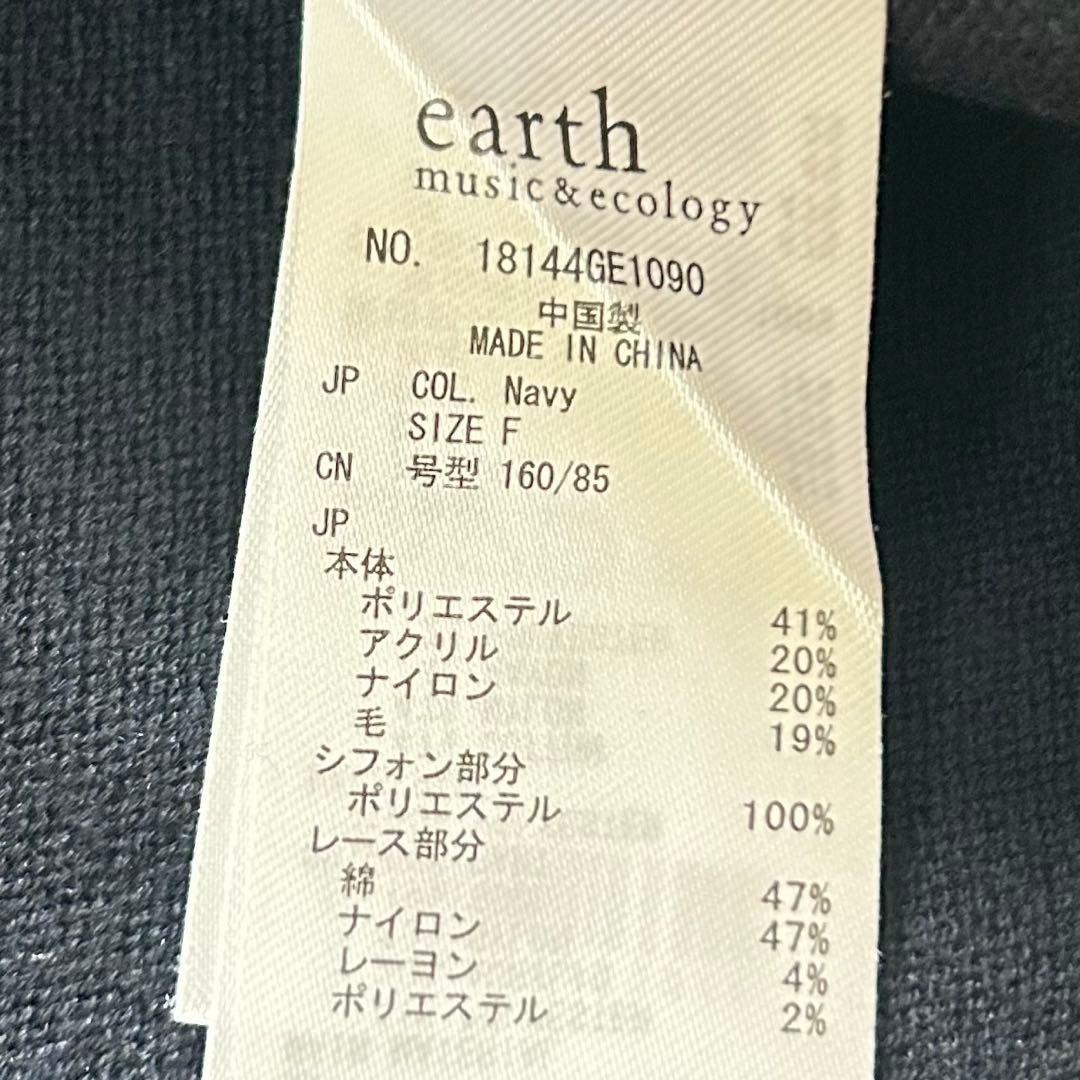 earth
music&ecology
NO. 18144GE1090
中国製
MADE IN CHINA
JP COL. Navy
SIZE F
CN 号型 160/85
JP
本体
ポリエステル 41%
アクリル 20%
ナイロン 20%
毛 19%
シフォン部分
ポリエステル 100%
レース部分
綿 47%
ナイロン 47%
レーヨン 4%
ポリエステル 2%